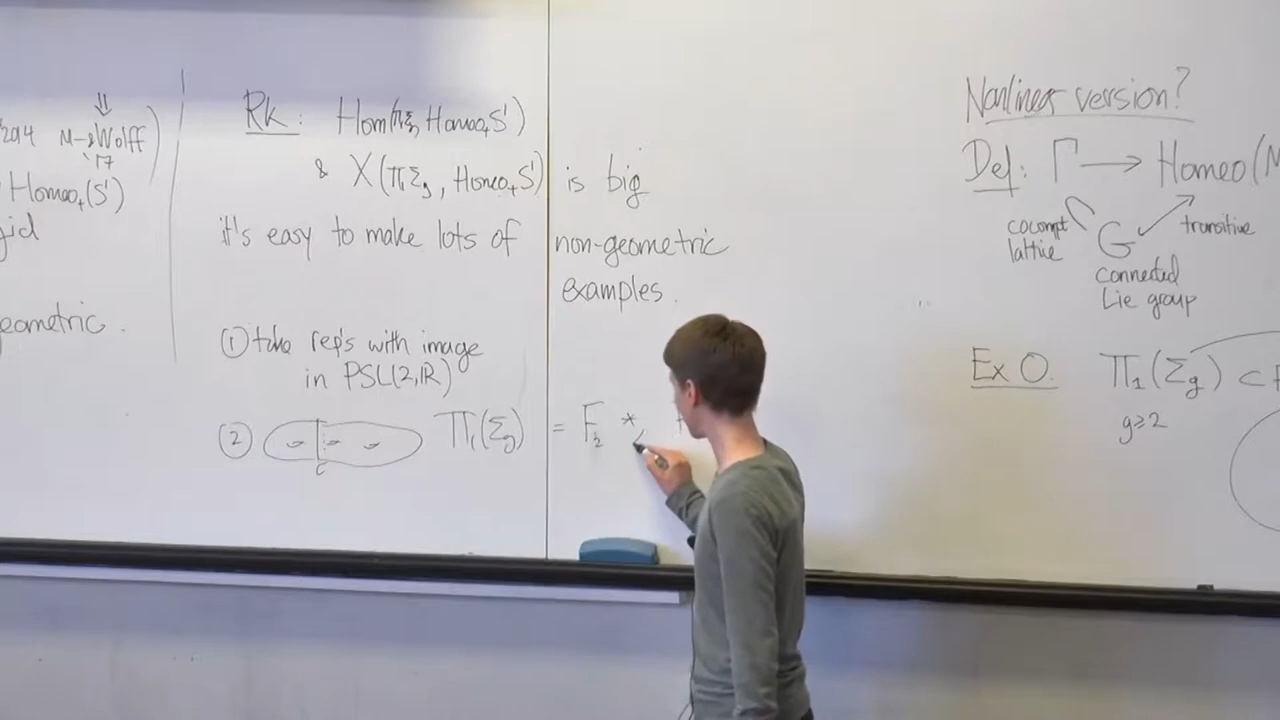 2014 M-&Wolff
'17
Homeo₊(S¹)
gid
eometric.
Rk: Hom(π₁Σg, Homeo₊S¹)
& X(π₁Σg, Homeo₊S¹) is big
it's easy to make lots of non-geometric
examples.
① take rep's with image
in PSL(2,ℝ)
② c π₁(Σg) = F₂ *
Nonlinear version?
Def: Γ → Homeo(M
cocompt lattice
G
transitive
connected
Lie group
Ex 0. π₁(Σg) ⊂
g≥2